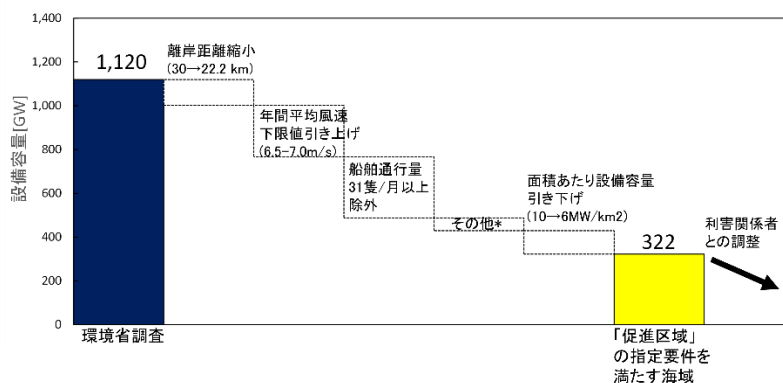 設備容量[GW]
1,400
1,200
1,000
800
600
400
200
0
1,120
離岸距離縮小
(30→22.2 km)
年間平均風速
下限値引き上げ
(6.5-7.0m/s)
船舶通行量
31隻/月以上
除外
その他*
面積あたり設備容量
引き下げ
(10→6MW/km2)
322
利害関係者
との調整
環境省調査
「促進区域」
の指定要件を
満たす海域